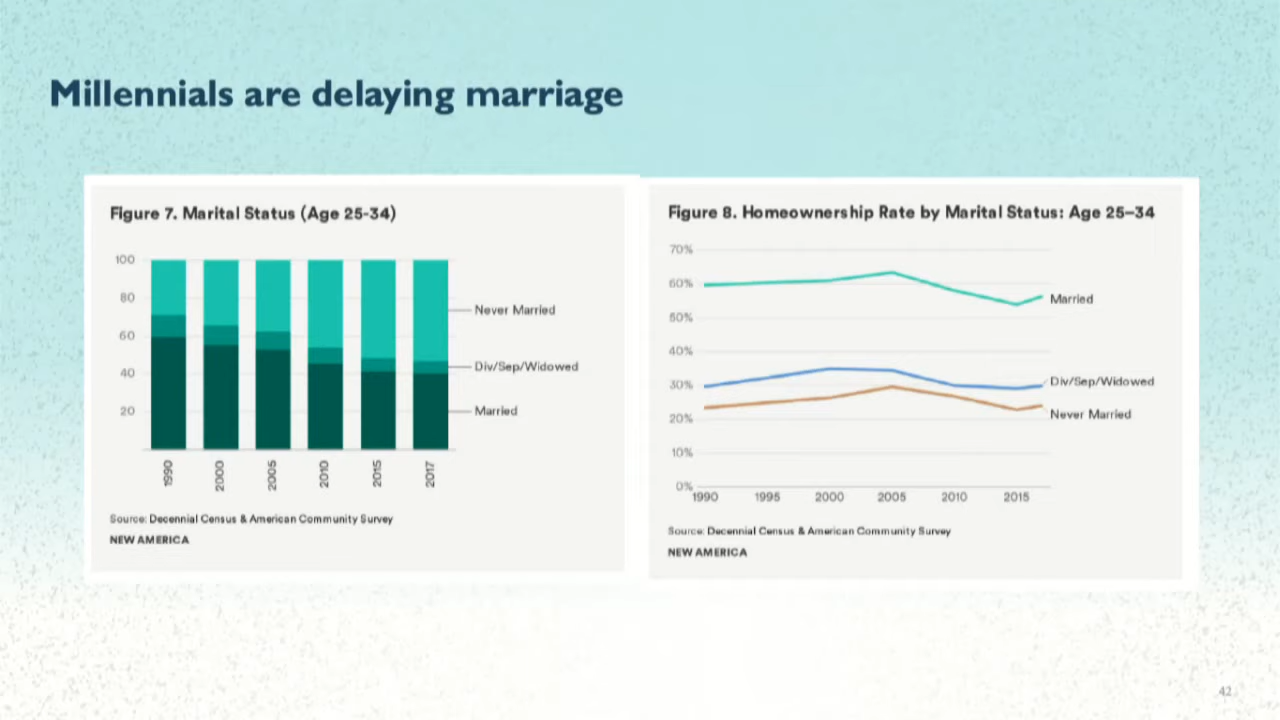 Millennials are delaying marriage
Figure 7. Marital Status (Age 25-34)
100
80
60
40
20
Never Married
Div/Sep/Widowed
Married
1990
2000
2005
2010
2015
2017
Source: Decennial Census & American Community Survey
NEW AMERICA
Figure 8. Homeownership Rate by Marital Status: Age 25–34
70%
60%
50%
40%
30%
20%
10%
0%
Married
Div/Sep/Widowed
Never Married
1990 1995 2000 2005 2010 2015
Source: Decennial Census & American Community Survey
NEW AMERICA
42